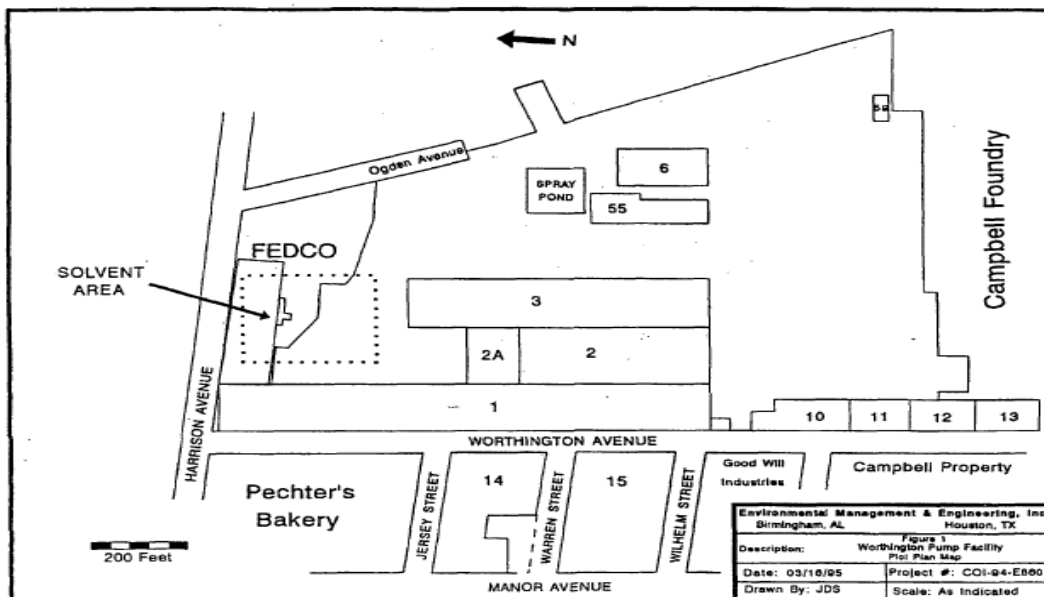 N
59
Ogden Avenue
6
SPRAY
POND
55
Campbell Foundry
FEDCO
SOLVENT
AREA
3
2A
2
HARRISON AVENUE
1
10
11
12
13
WORTHINGTON AVENUE
Pechter's
Bakery
JERSEY STREET
14
WARREN STREET
15
WILHELM STREET
Good Will
Industries
Campbell Property
200 Feet
MANOR AVENUE
Environmental Management & Engineering, Inc
Birmingham, AL Houston, TX
Figure 1
Description: Worthington Pump Facility
Plot Plan Map
Date: 03/16/95 Project #: COI-94-E860
Drawn By: JDS Scale: As Indicated